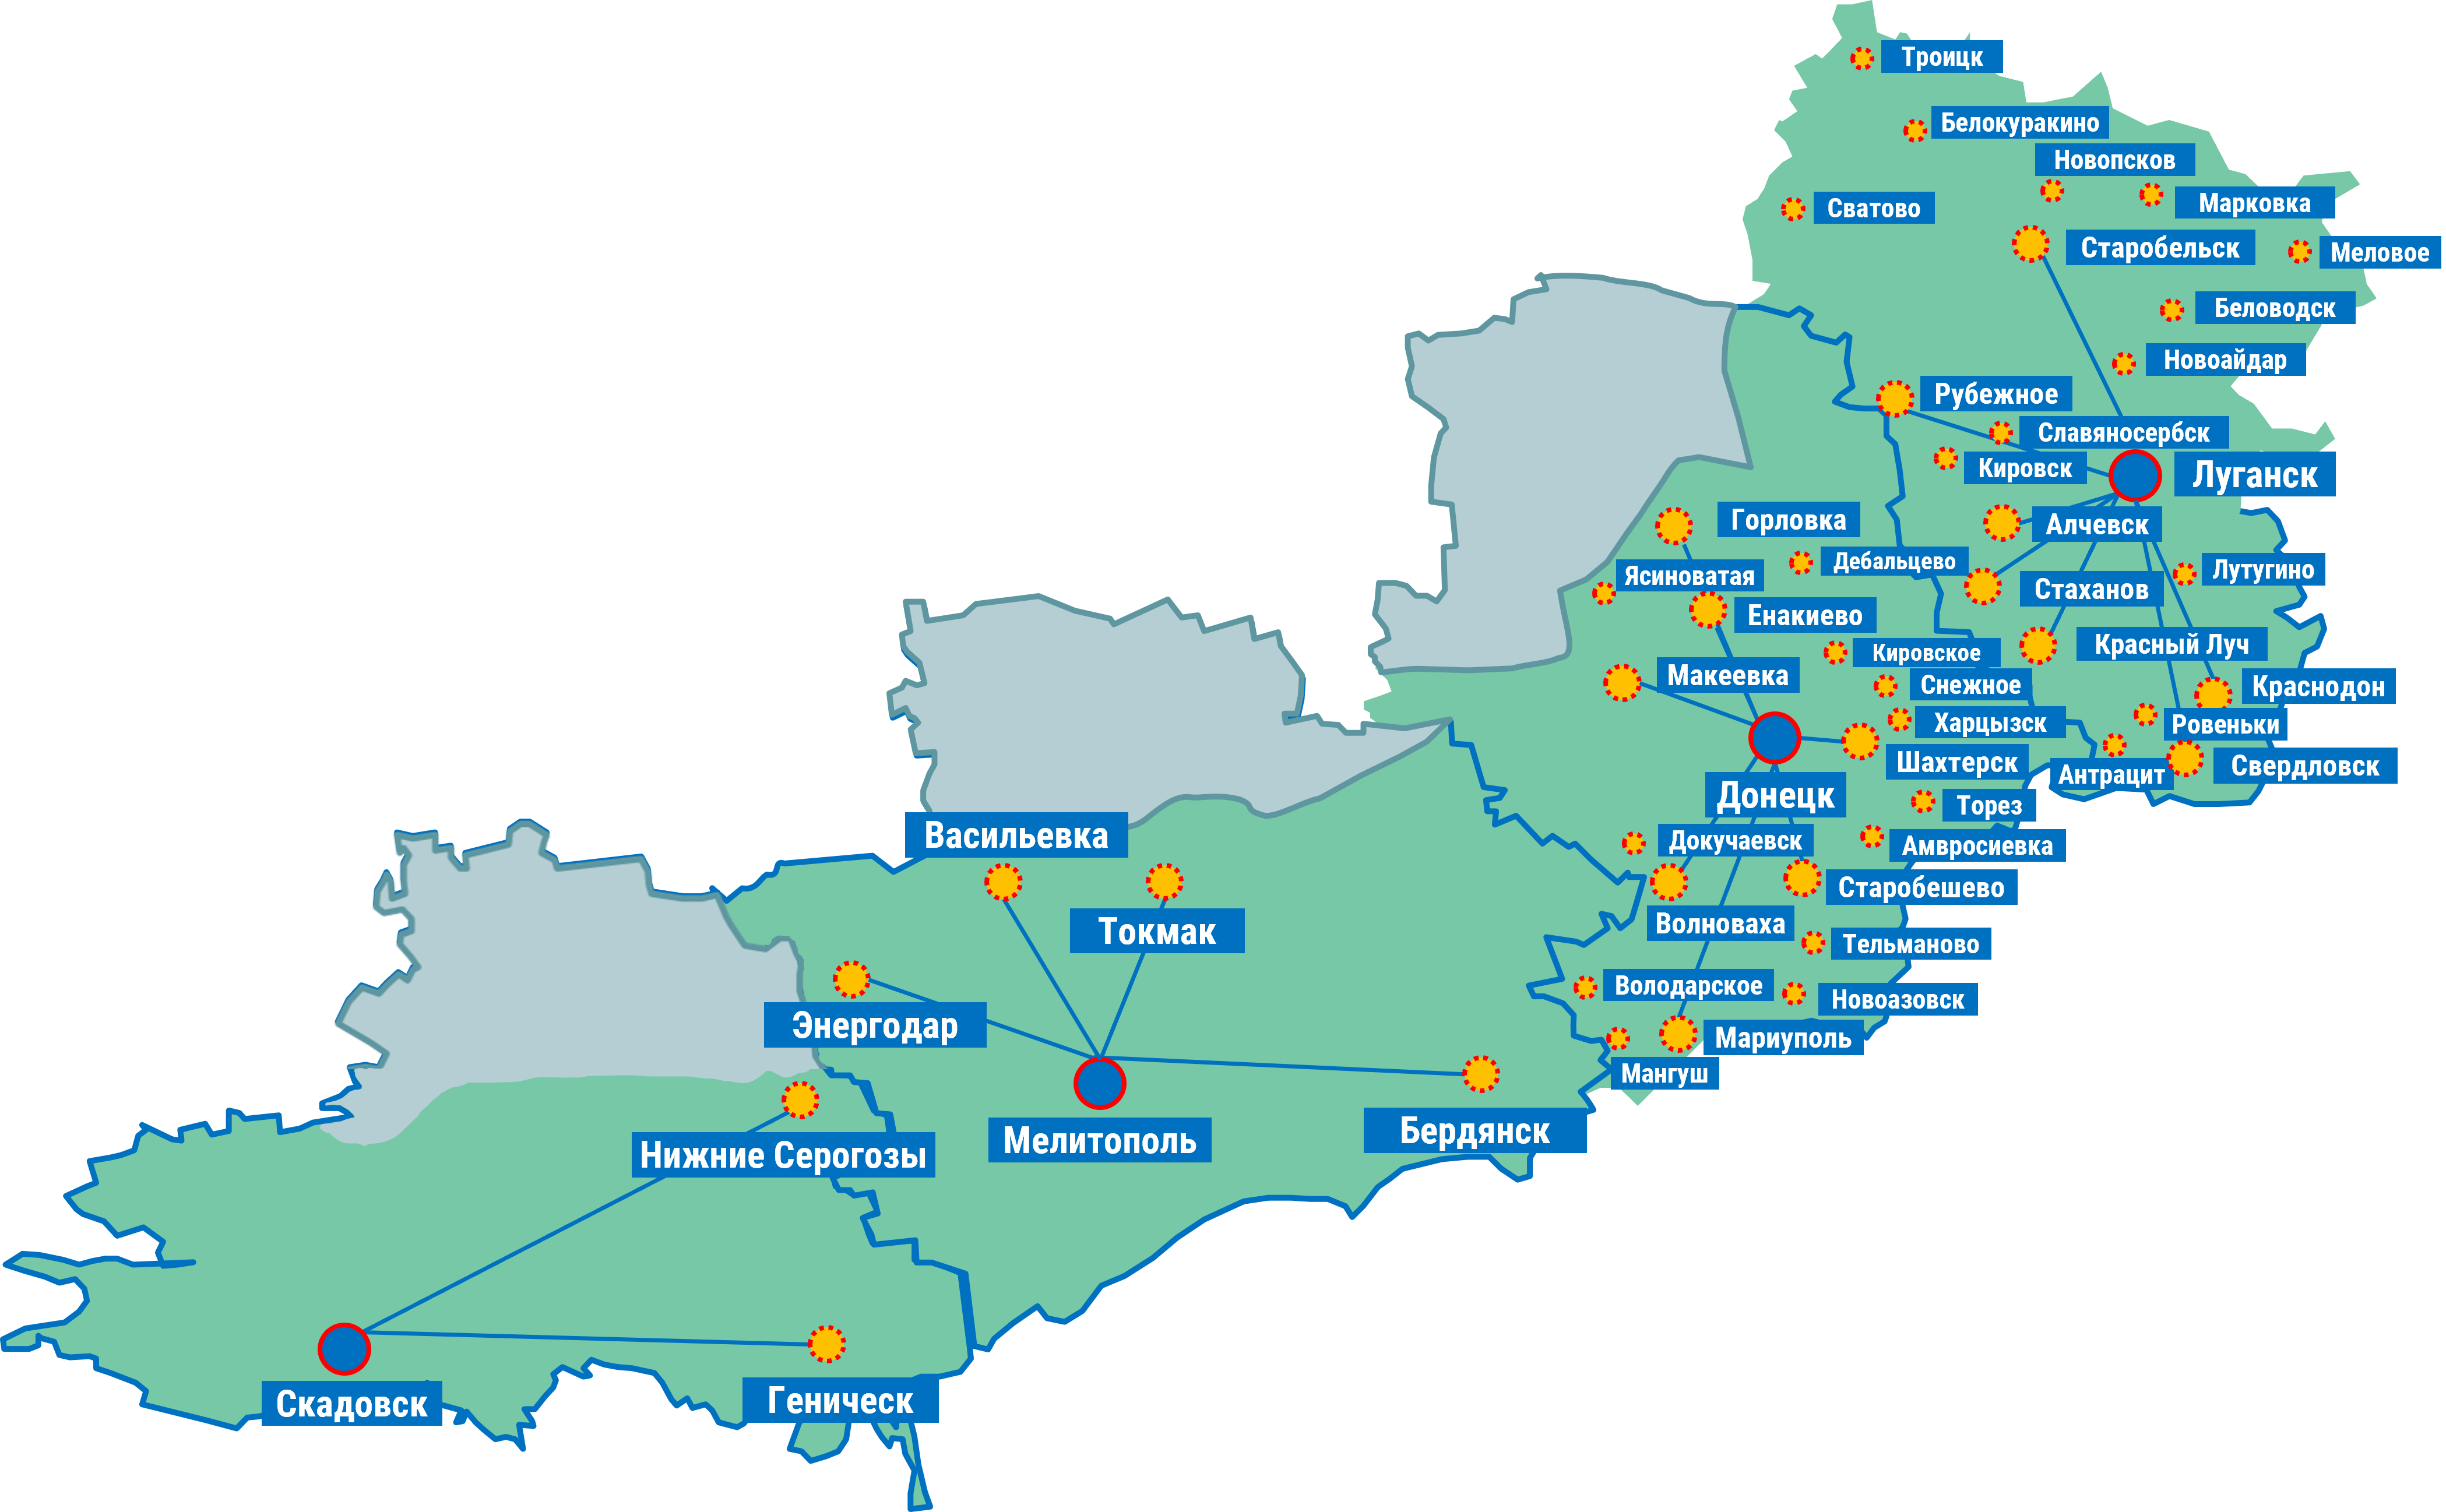 Троицк
Белокуракино
Новопсков
Марковка
Сватово
Старобельск
Меловое
Беловодск
Новоайдар
Рубежное
Славяносербск
Кировск
Луганск
Горловка
Алчевск
Дебальцево
Лутугино
Ясиноватая
Стаханов
Енакиево
Красный Луч
Кировское
Макеевка
Снежное
Краснодон
Харцызск
Ровеньки
Шахтерск
Свердловск
Антрацит
Донецк
Торез
Васильевка
Докучаевск
Амвросиевка
Старобешево
Волноваха
Токмак
Тельманово
Володарское
Новоазовск
Энергодар
Мариуполь
Мангуш
Бердянск
Мелитополь
Нижние Серогозы
Геническ
Скадовск